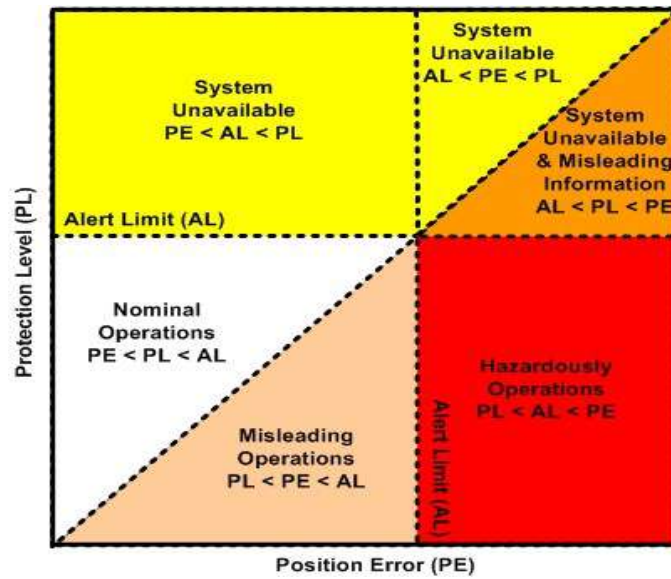 System
Unavailable
AL < PE < PL
System
Unavailable
PE < AL < PL
System
Unavailable
& Misleading
Information
AL < PL < PE
Alert Limit (AL)
Protection Level (PL)
Nominal
Operations
PE < PL < AL
Hazardously
Operations
PL < AL < PE
Alert Limit (AL)
Misleading
Operations
PL < PE < AL
Position Error (PE)